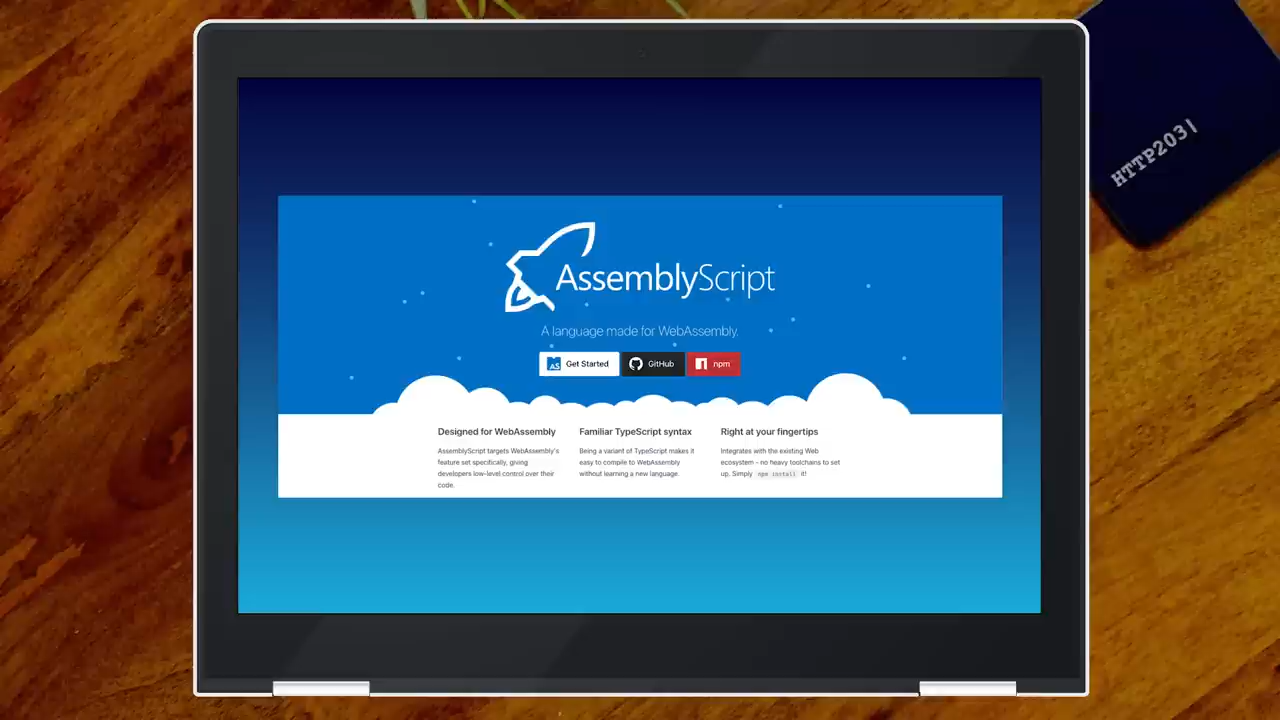 HTTP203|
AssemblyScript
A language made for WebAssembly.
AS Get Started
GitHub
npm
Designed for WebAssembly
AssemblyScript targets WebAssembly's
feature set specifically, giving
developers low-level control over their
code.
Familiar TypeScript syntax
Being a variant of TypeScript makes it
easy to compile to WebAssembly
without learning a new language.
Right at your fingertips
Integrates with the existing Web
ecosystem - no heavy toolchains to set
up. Simply npm install it!